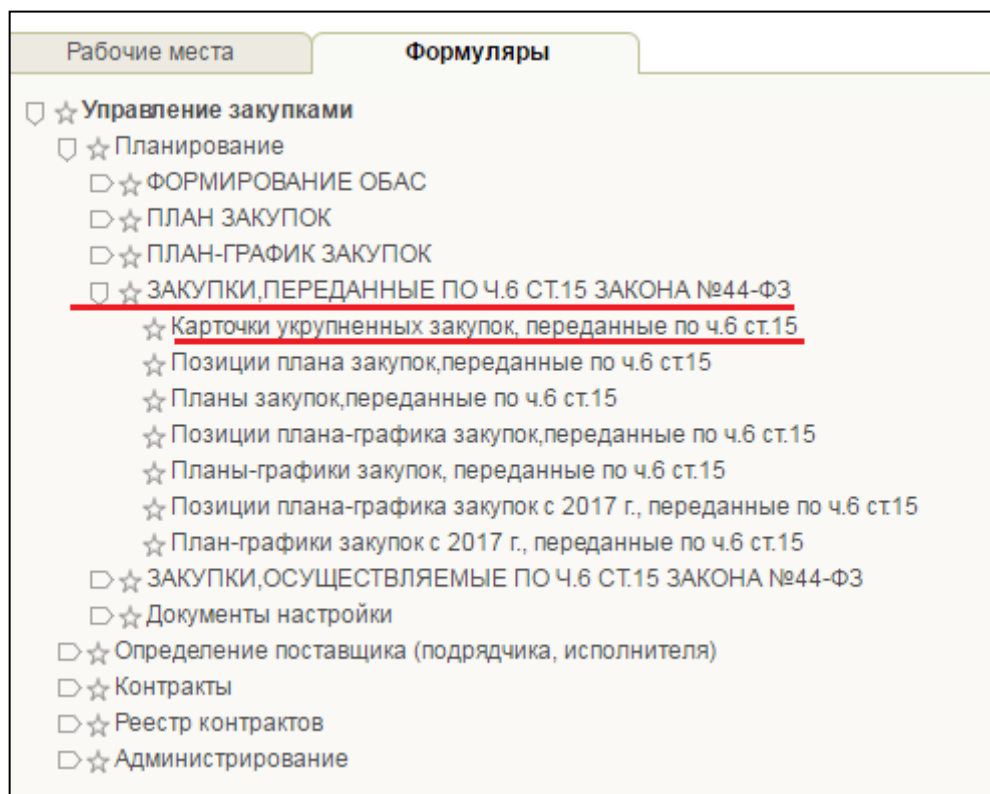 Рабочие места Формуляры
Управление закупками
Планирование
ФОРМИРОВАНИЕ ОБАС
ПЛАН ЗАКУПОК
ПЛАН-ГРАФИК ЗАКУПОК
ЗАКУПКИ,ПЕРЕДАННЫЕ ПО Ч.6 СТ.15 ЗАКОНА №44-ФЗ
Карточки укрупненных закупок, переданные по ч.6 ст.15
Позиции плана закупок,переданные по ч.6 ст.15
Планы закупок,переданные по ч.6 ст.15
Позиции плана-графика закупок,переданные по ч.6 ст.15
Планы-графики закупок, переданные по ч.6 ст.15
Позиции плана-графика закупок с 2017 г., переданные по ч.6 ст.15
План-графики закупок с 2017 г., переданные по ч.6 ст.15
ЗАКУПКИ,ОСУЩЕСТВЛЯЕМЫЕ ПО Ч.6 СТ.15 ЗАКОНА №44-ФЗ
Документы настройки
Определение поставщика (подрядчика, исполнителя)
Контракты
Реестр контрактов
Администрирование